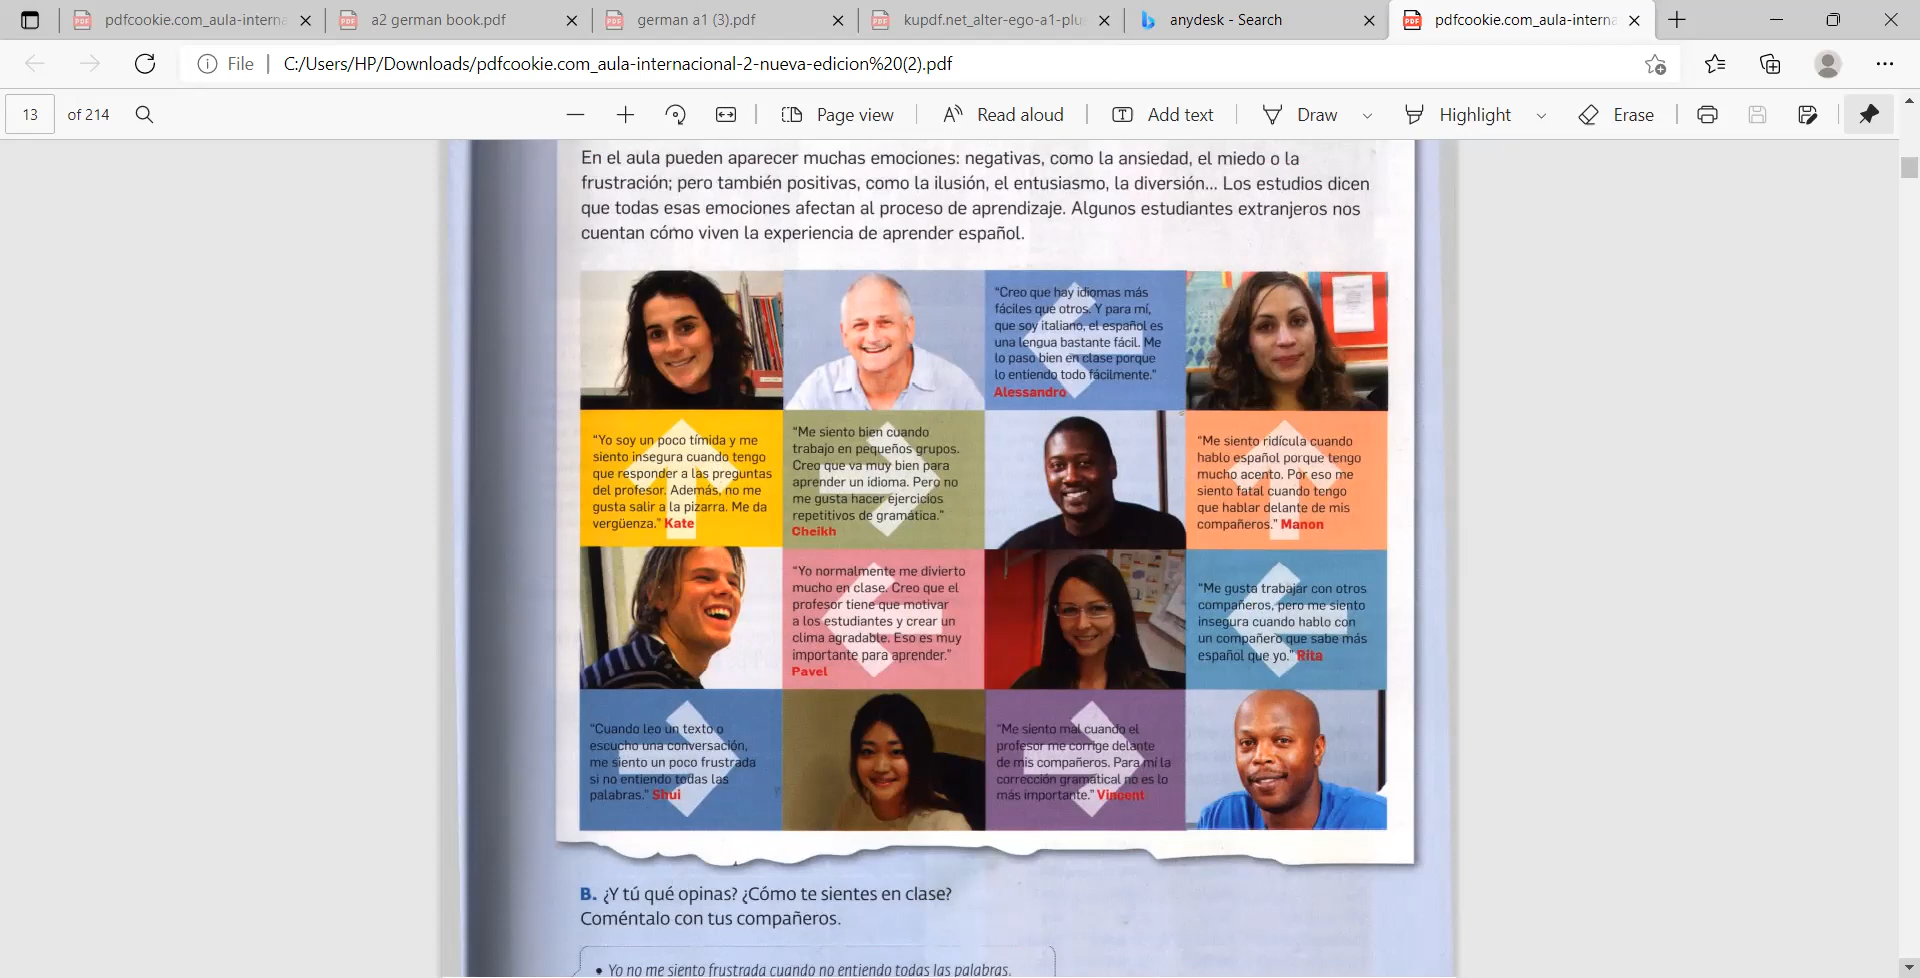 pdfcookie.com_aula-interna
a2 german book.pdf
german a1 (3).pdf
kupdf.net_alter-ego-a1-plu
anydesk - Search
pdfcookie.com_aula-interna
File
C:/Users/HP/Downloads/pdfcookie.com_aula-internacional-2-nueva-edicion%20(2).pdf
13 of 214
Page view
Read aloud
Add text
Draw
Highlight
Erase
En el aula pueden aparecer muchas emociones: negativas, como la ansiedad, el miedo o la
frustración; pero también positivas, como la ilusión, el entusiasmo, la diversión... Los estudios dicen
que todas esas emociones afectan al proceso de aprendizaje. Algunos estudiantes extranjeros nos
cuentan cómo viven la experiencia de aprender español.
"Creo que hay idiomas más
fáciles que otros. Y para mí,
que soy italiano, el español es
una lengua bastante fácil. Me
lo paso bien en clase porque
lo entiendo todo fácilmente."
Alessandro
"Yo soy un poco tímida y me
siento insegura cuando tengo
que responder a las preguntas
del profesor. Además, no me
gusta salir a la pizarra. Me da
vergüenza." Kate
"Me siento bien cuando
trabajo en pequeños grupos.
Creo que va muy bien para
aprender un idioma. Pero no
me gusta hacer ejercicios
repetitivos de gramática."
Cheikh
"Me siento ridícula cuando
hablo español porque tengo
mucho acento. Por eso me
siento fatal cuando tengo
que hablar delante de mis
compañeros." Manon
"Yo normalmente me divierto
mucho en clase. Creo que el
profesor tiene que motivar
a los estudiantes y crear un
clima agradable. Eso es muy
importante para aprender."
Pavel
"Me gusta trabajar con otros
compañeros, pero me siento
insegura cuando hablo con
un compañero que sabe más
español que yo." Rita
"Cuando leo un texto o
escucho una conversación,
me siento un poco frustrada
si no entiendo todas las
palabras." Shui
"Me siento mal cuando el
profesor me corrige delante
de mis compañeros. Para mí la
corrección gramatical no es lo
más importante." Vincent
B. ¿Y tú qué opinas? ¿Cómo te sientes en clase?
Coméntalo con tus compañeros.
• Yo no me siento frustrada cuando no entiendo todas las palabras.